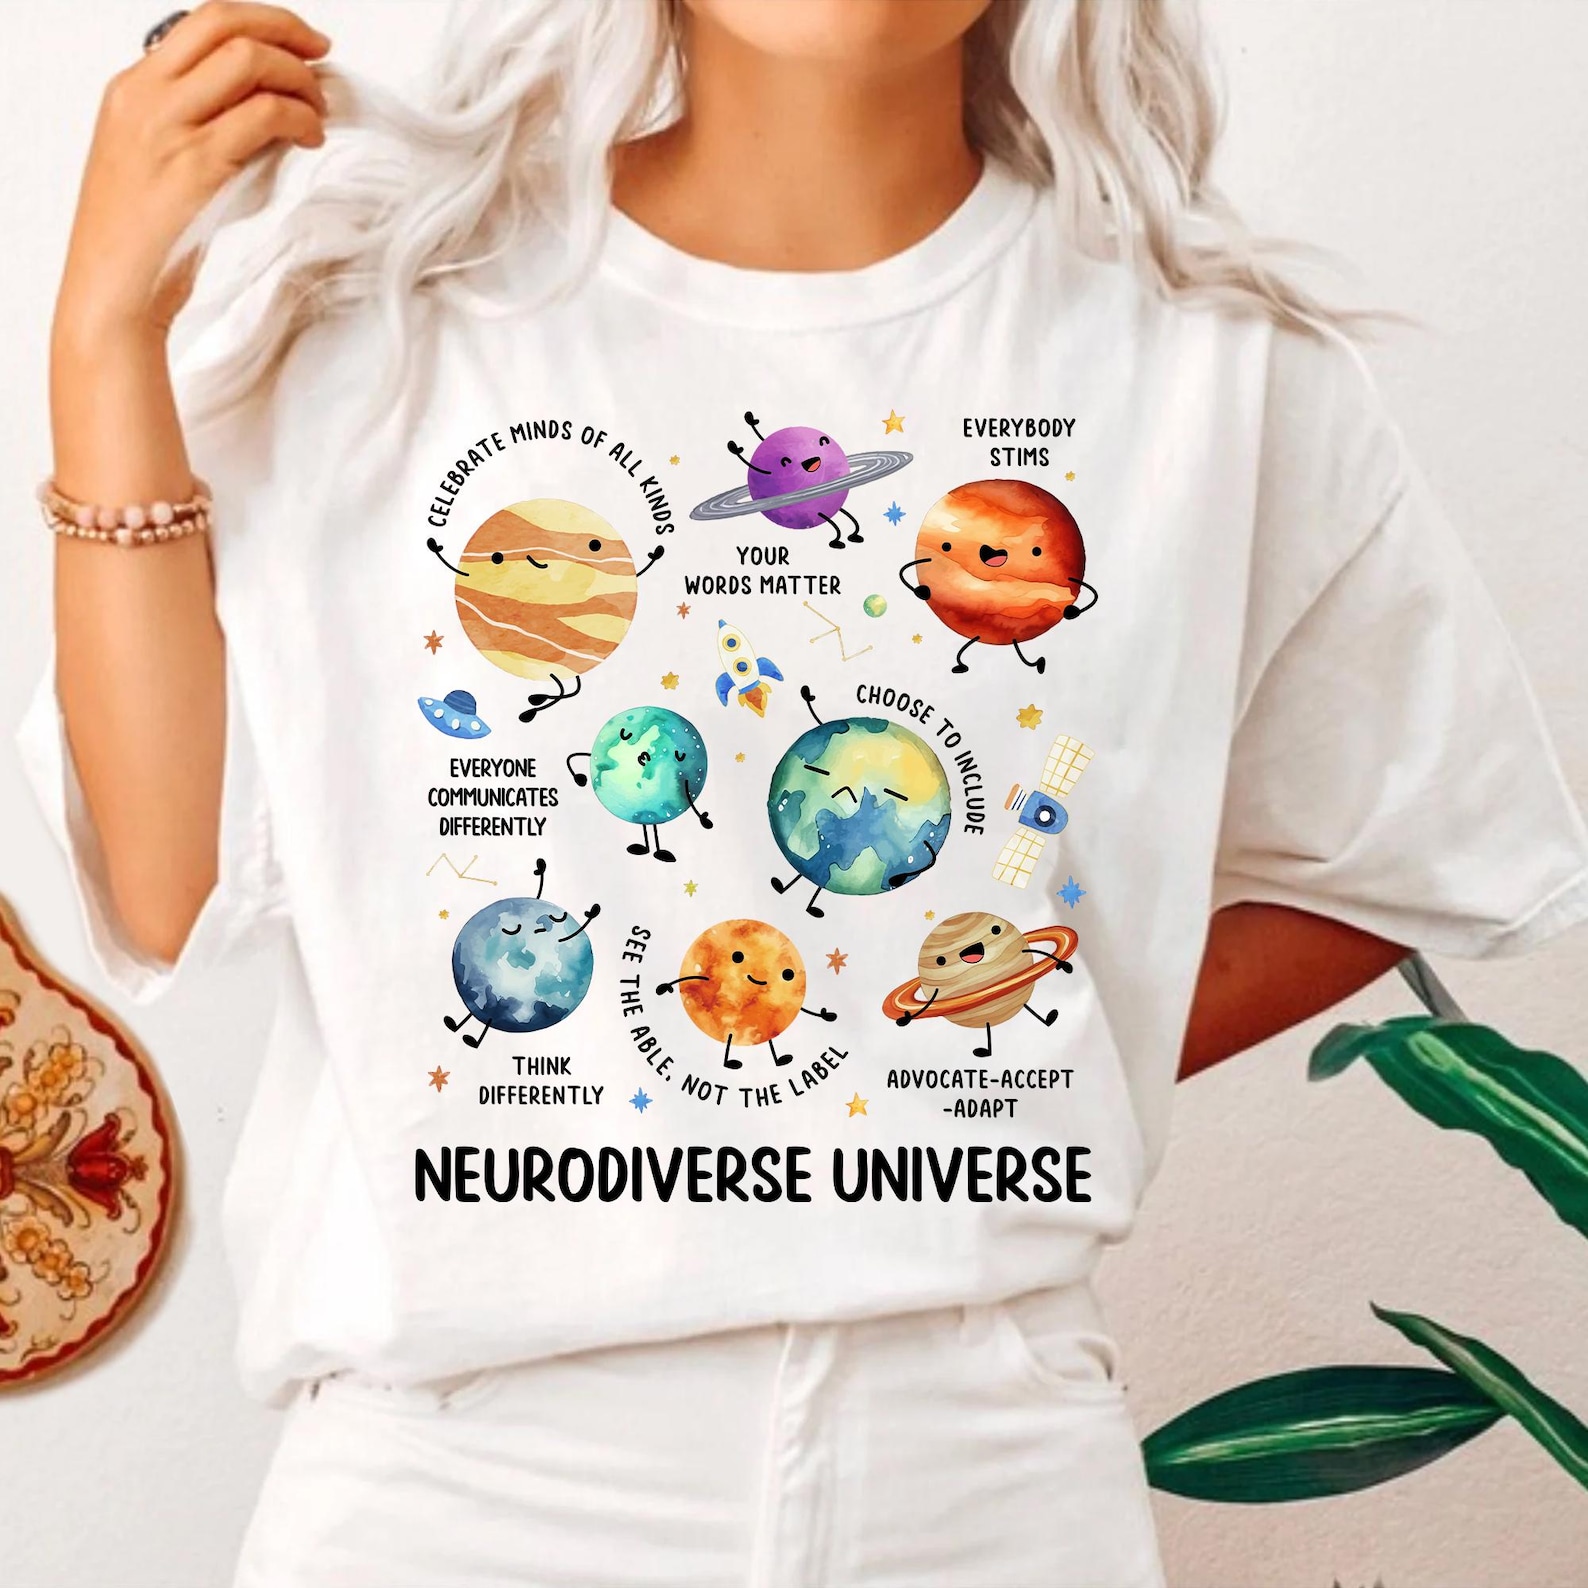 CELEBRATE MINDS OF ALL KINDS
YOUR
WORDS MATTER
EVERYBODY
STIMS
EVERYONE
COMMUNICATES
DIFFERENTLY
CHOOSE TO INCLUDE
THINK
DIFFERENTLY
SEE THE ABLE, NOT THE LABEL
ADVOCATE-ACCEPT
-ADAPT
NEURODIVERSE UNIVERSE